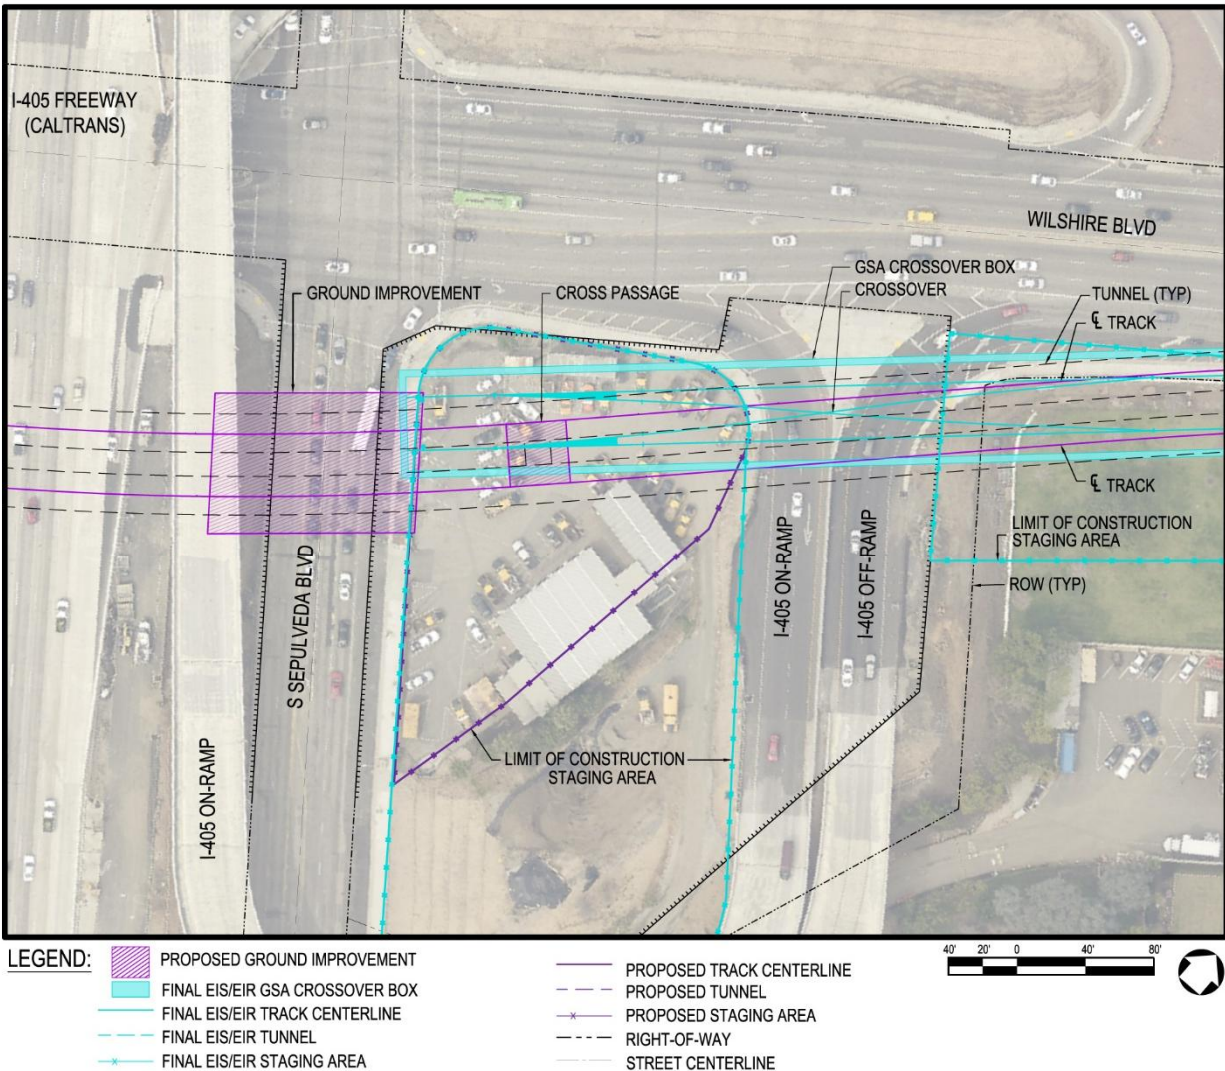 I-405 FREEWAY
(CALTRANS)
WILSHIRE BLVD
GSA CROSSOVER BOX
CROSSOVER
GROUND IMPROVEMENT
CROSS PASSAGE
TUNNEL (TYP)
℄ TRACK
℄ TRACK
LIMIT OF CONSTRUCTION
STAGING AREA
ROW (TYP)
I-405 ON-RAMP
I-405 OFF-RAMP
S SEPULVEDA BLVD
I-405 ON-RAMP
LIMIT OF CONSTRUCTION
STAGING AREA
LEGEND:
PROPOSED GROUND IMPROVEMENT
FINAL EIS/EIR GSA CROSSOVER BOX
FINAL EIS/EIR TRACK CENTERLINE
FINAL EIS/EIR TUNNEL
FINAL EIS/EIR STAGING AREA
PROPOSED TRACK CENTERLINE
PROPOSED TUNNEL
PROPOSED STAGING AREA
RIGHT-OF-WAY
STREET CENTERLINE
40' 20' 0 40' 80'